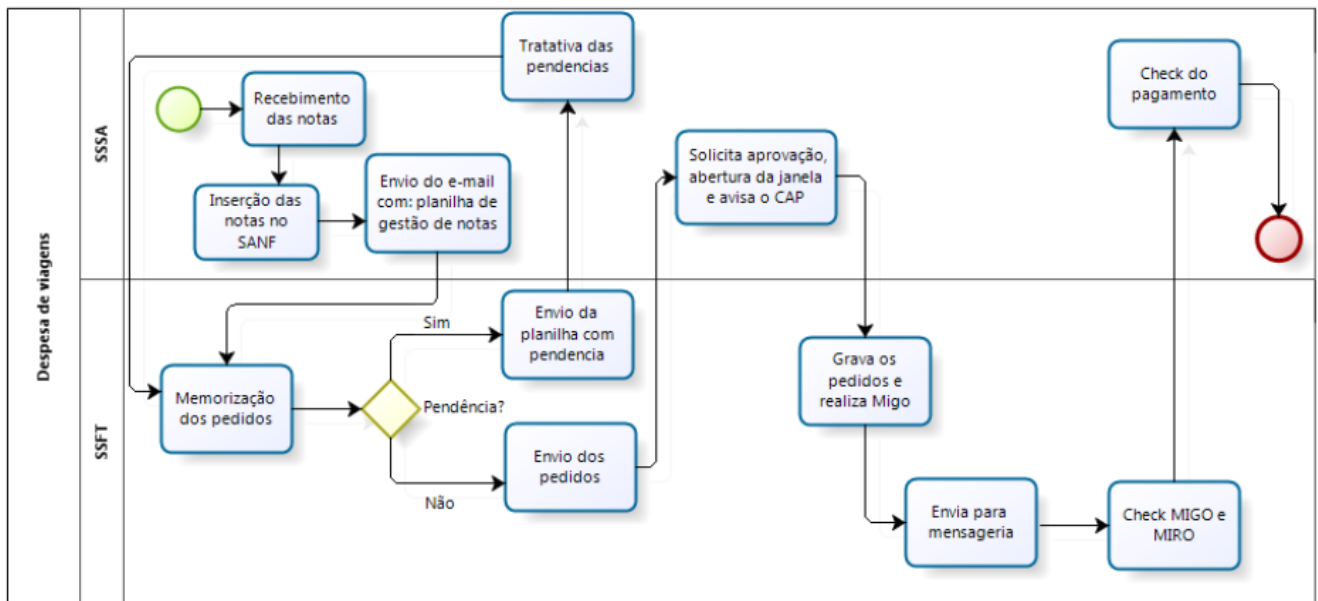 Despesa de viagens
SSSA
Recebimento
das notas
Inserção das
notas no
SANF
Envio do e-mail
com: planilha de
gestão de notas
Tratativa das
pendencias
Solicita aprovação,
abertura da janela
e avisa o CAP
Check do
pagamento
SSFT
Memorização
dos pedidos
Pendência?
Sim
Envio da
planilha com
pendencia
Não
Envio dos
pedidos
Grava os
pedidos e
realiza Migo
Envia para
mensageria
Check MIGO e
MIRO